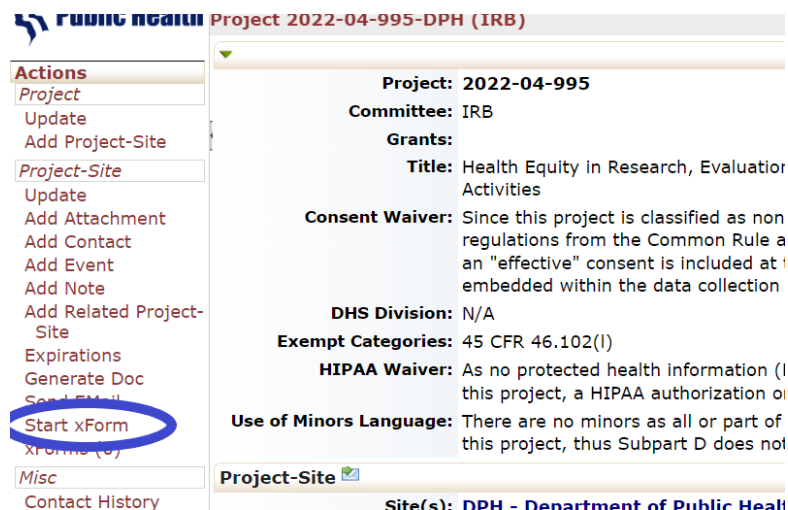 Public Health
Project 2022-04-995-DPH (IRB)
Actions
Project
Update
Add Project-Site
Project-Site
Update
Add Attachment
Add Contact
Add Event
Add Note
Add Related Project-
Site
Expirations
Generate Doc
Send EMail
Start xForm
xForms (6)
Misc
Contact History
Project: 2022-04-995
Committee: IRB
Grants:
Title: Health Equity in Research, Evaluation
Activities
Consent Waiver: Since this project is classified as non
regulations from the Common Rule a
an "effective" consent is included at t
embedded within the data collection
DHS Division: N/A
Exempt Categories: 45 CFR 46.102(l)
HIPAA Waiver: As no protected health information (
this project, a HIPAA authorization o
Use of Minors Language: There are no minors as all or part of
this project, thus Subpart D does not
Project-Site
Site(s): DPH - Department of Public Healt